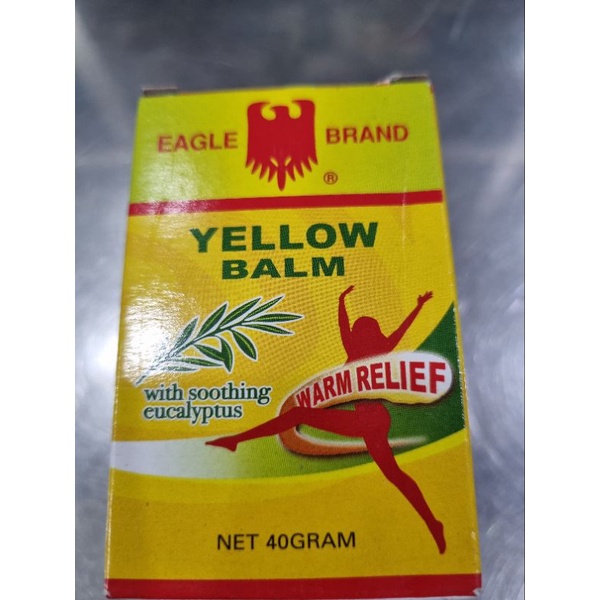 EAGLE BRAND
®
YELLOW
BALM
with soothing
eucalyptus
WARM RELIEF
NET 40GRAM